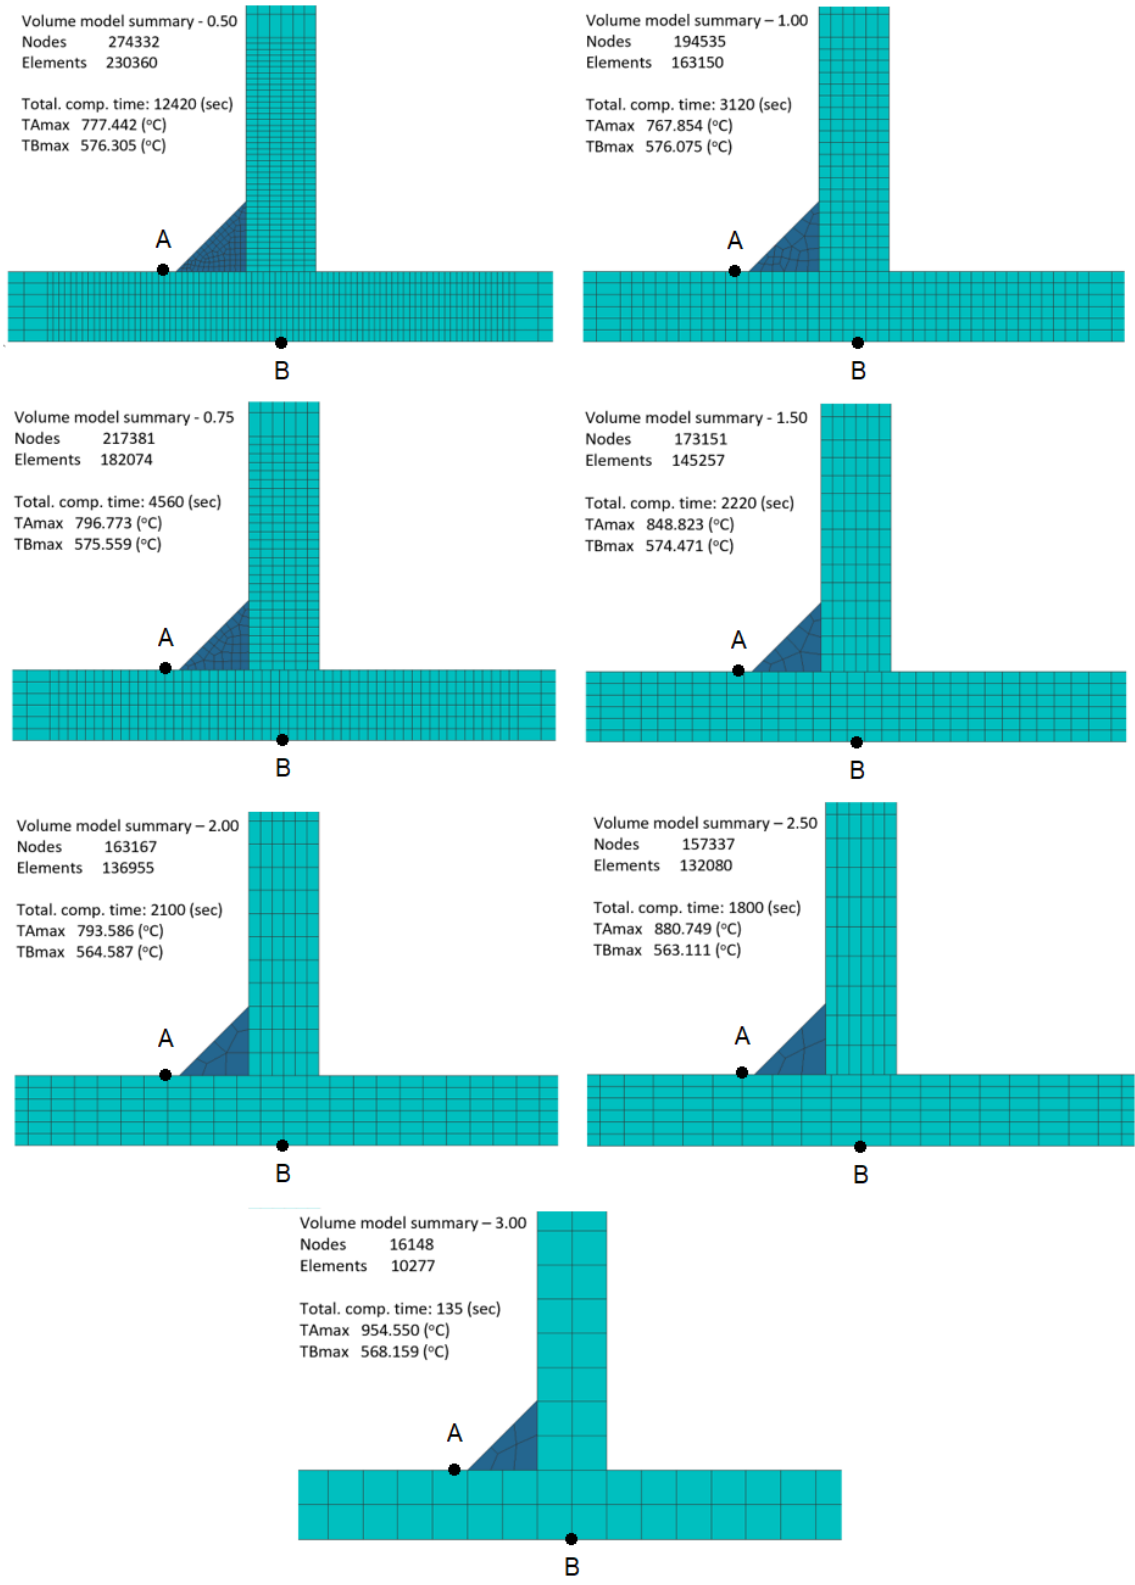 Volume model summary - 0.50
Nodes 274332
Elements 230360
Total. comp. time: 12420 (sec)
TAmax 777.442 (°C)
TBmax 576.305 (°C)
A
B
Volume model summary – 1.00
Nodes 194535
Elements 163150
Total. comp. time: 3120 (sec)
TAmax 767.854 (°C)
TBmax 576.075 (°C)
A
B
Volume model summary - 0.75
Nodes 217381
Elements 182074
Total. comp. time: 4560 (sec)
TAmax 796.773 (°C)
TBmax 575.559 (°C)
A
B
Volume model summary - 1.50
Nodes 173151
Elements 145257
Total. comp. time: 2220 (sec)
TAmax 848.823 (°C)
TBmax 574.471 (°C)
A
B
Volume model summary – 2.00
Nodes 163167
Elements 136955
Total. comp. time: 2100 (sec)
TAmax 793.586 (°C)
TBmax 564.587 (°C)
A
B
Volume model summary – 2.50
Nodes 157337
Elements 132080
Total. comp. time: 1800 (sec)
TAmax 880.749 (°C)
TBmax 563.111 (°C)
A
B
Volume model summary – 3.00
Nodes 16148
Elements 10277
Total. comp. time: 135 (sec)
TAmax 954.550 (°C)
TBmax 568.159 (°C)
A
B